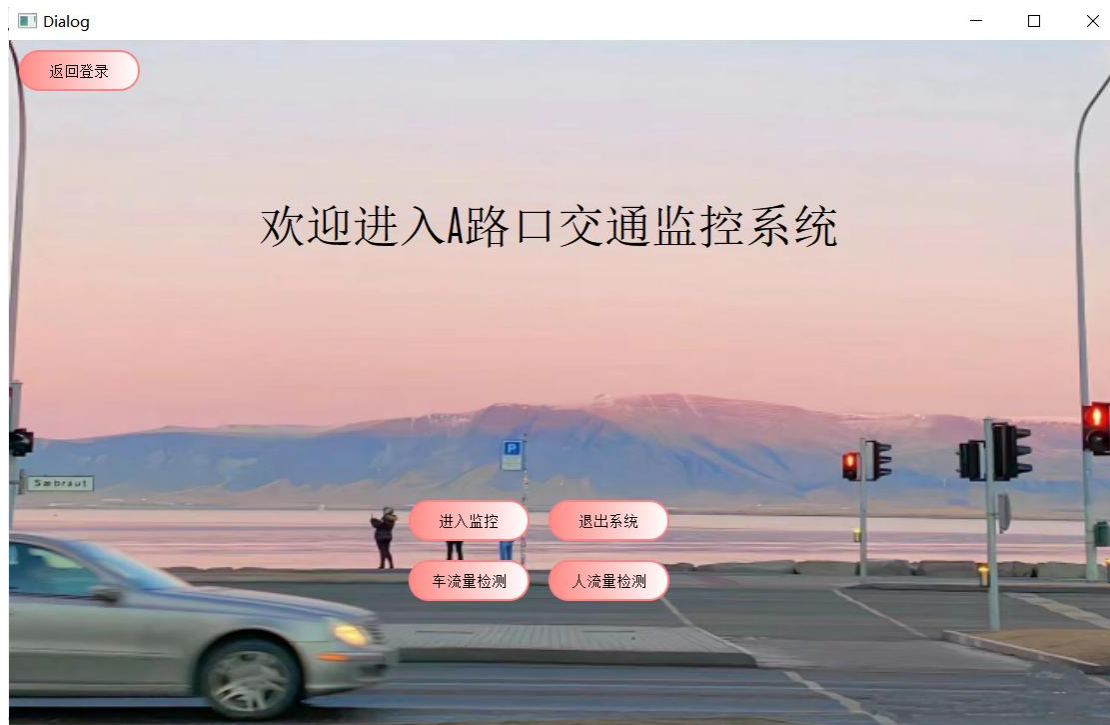 Dialog
返回登录
欢迎进入A路口交通监控系统
P
Sæbraut
进入监控
退出系统
车流量检测
人流量检测